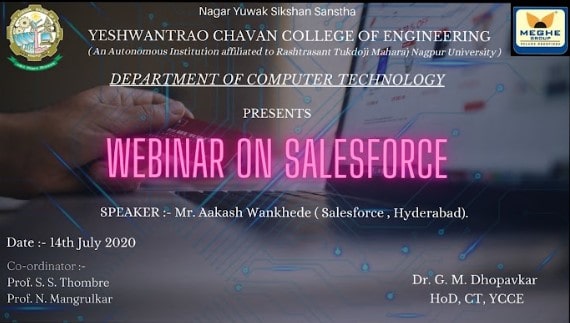 Nagar Yuwak Sikshan Sanstha
YESHWANTRAO CHAVAN COLLEGE OF ENGINEERING
( An Autonomous Institution affiliated to Rashtrasant Tukdoji Maharaj Nagpur University )
MEGHE
GROUP
DEPARTMENT OF COMPUTER TECHNOLOGY
PRESENTS
WEBINAR ON SALESFORCE
SPEAKER :- Mr. Aakash Wankhede ( Salesforce , Hyderabad).
Date :- 14th July 2020
Co-ordinator :-
Prof. S. S. Thombre
Prof. N. Mangrulkar
Dr. G. M. Dhopavkar
HoD, CT, YCCE